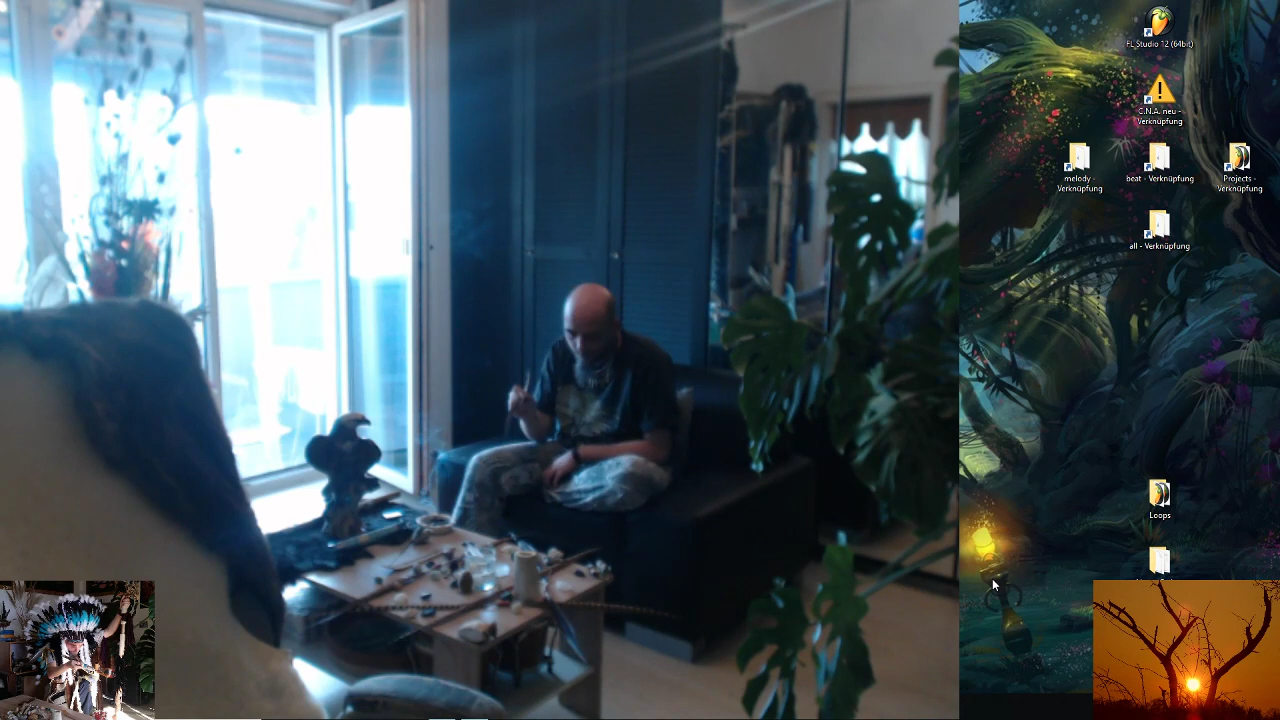 FL Studio 12 (64bit)
C.N.A. neu -
Verknüpfung
melody -
Verknüpfung
beat - Verknüpfung
Projects -
Verknüpfung
all - Verknüpfung
Loops